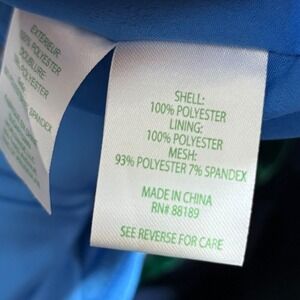 EXTERIEUR
100% POLYESTER
DOUBLURE
100% POLYESTER
SPANDEX
SHELL:
100% POLYESTER
LINING:
100% POLYESTER
MESH:
93% POLYESTER 7% SPANDEX
MADE IN CHINA
RN# 88189
SEE REVERSE FOR CARE